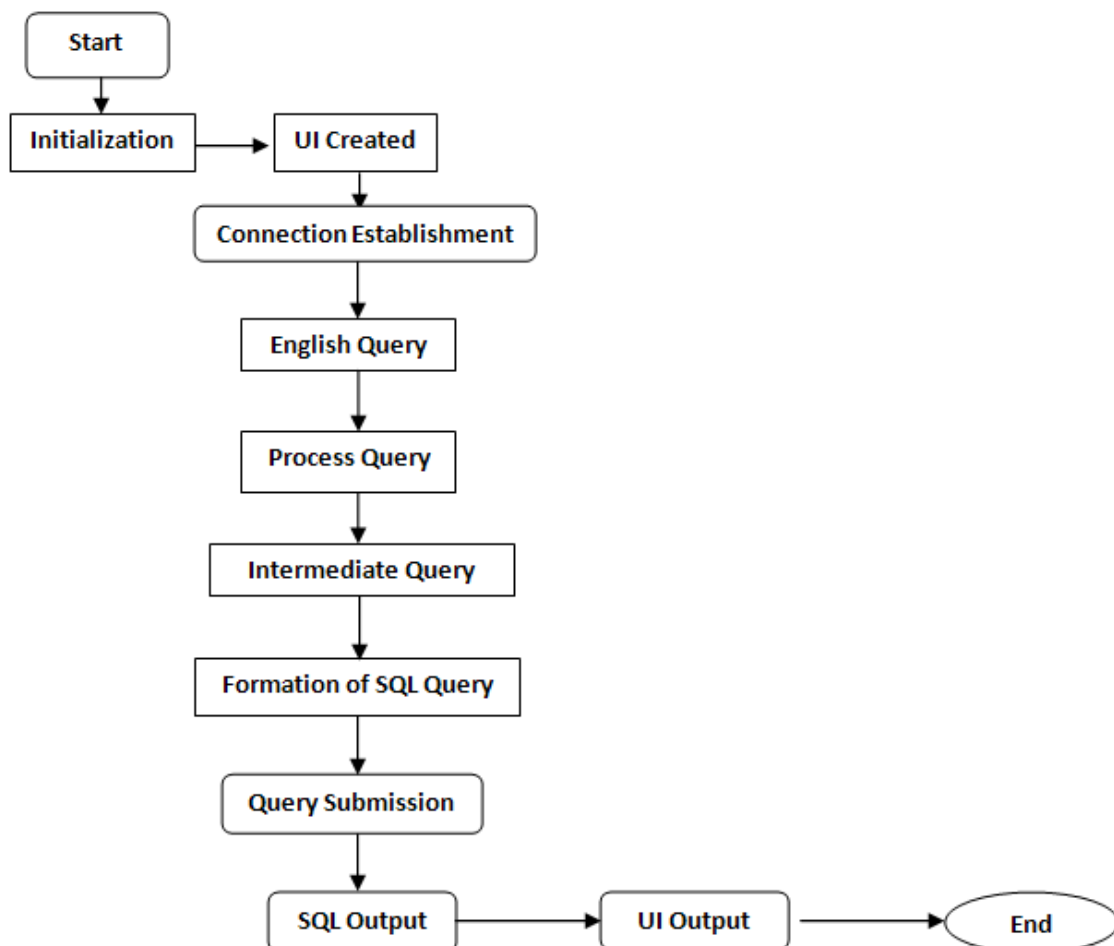 Start
Initialization
UI Created
Connection Establishment
English Query
Process Query
Intermediate Query
Formation of SQL Query
Query Submission
SQL Output
UI Output
End